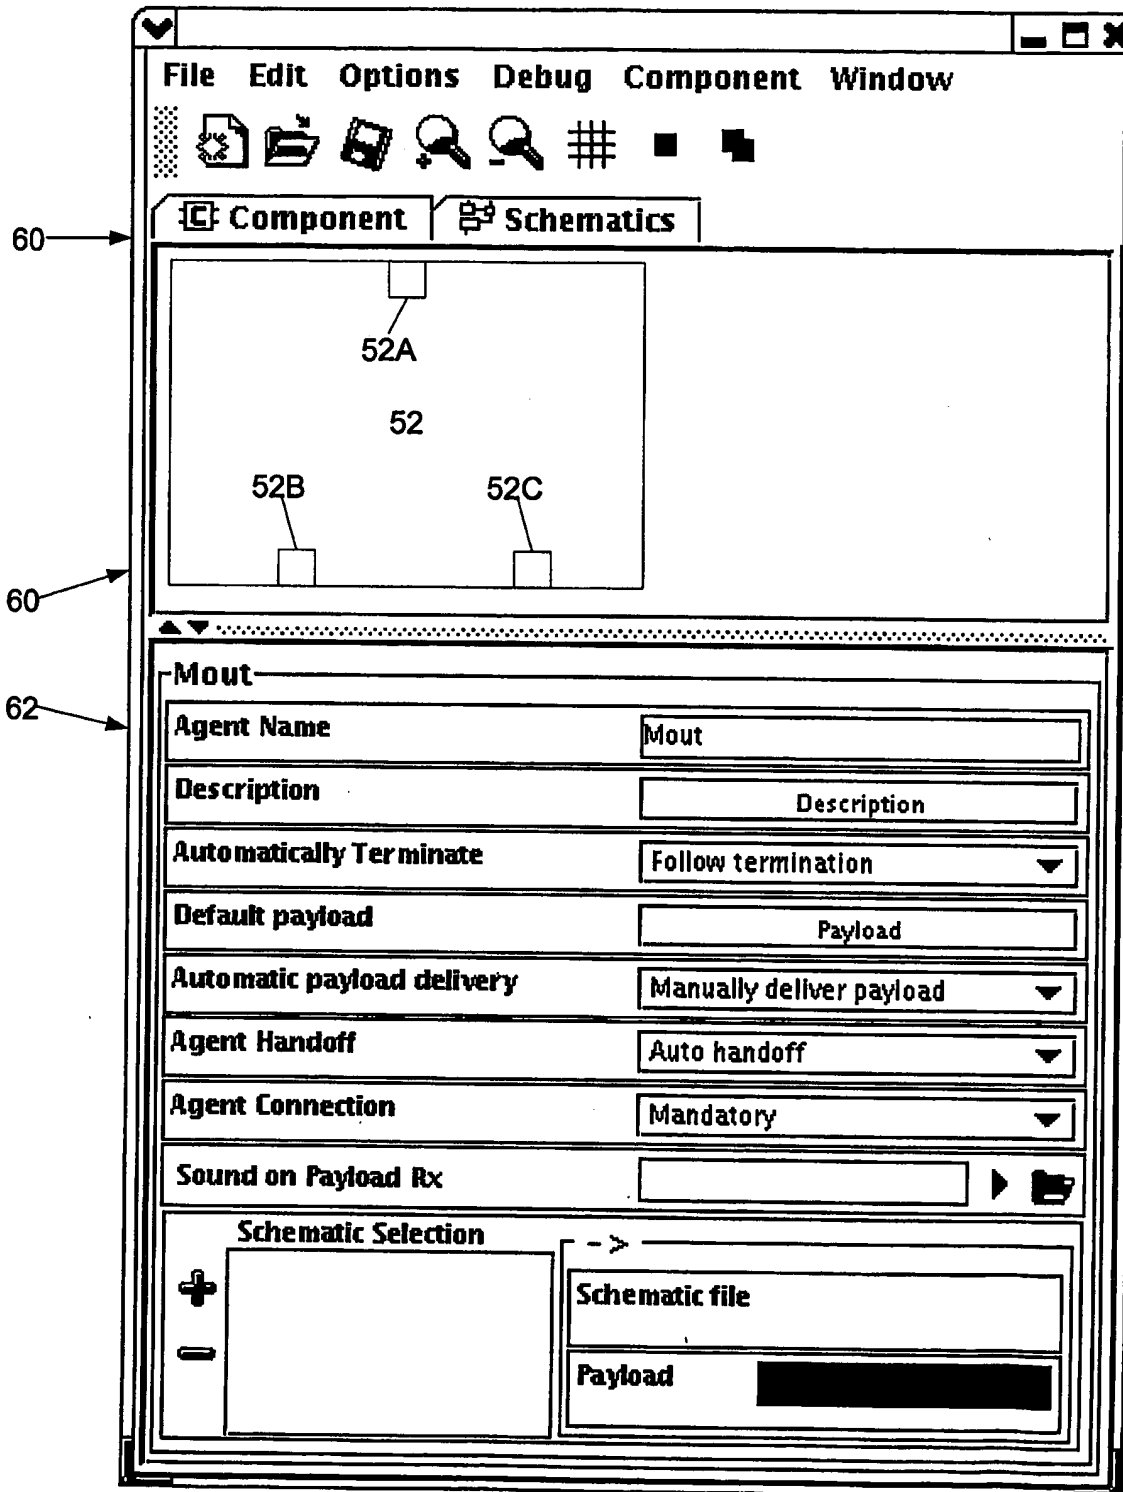 File Edit Options Debug Component Window
Component Schematics
60
52A
52
52B 52C
60
Mout
62
Agent Name Mout
Description Description
Automatically Terminate Follow termination
Default payload Payload
Automatic payload delivery Manually deliver payload
Agent Handoff Auto handoff
Agent Connection Mandatory
Sound on Payload Rx
Schematic Selection ->
Schematic file
Payload